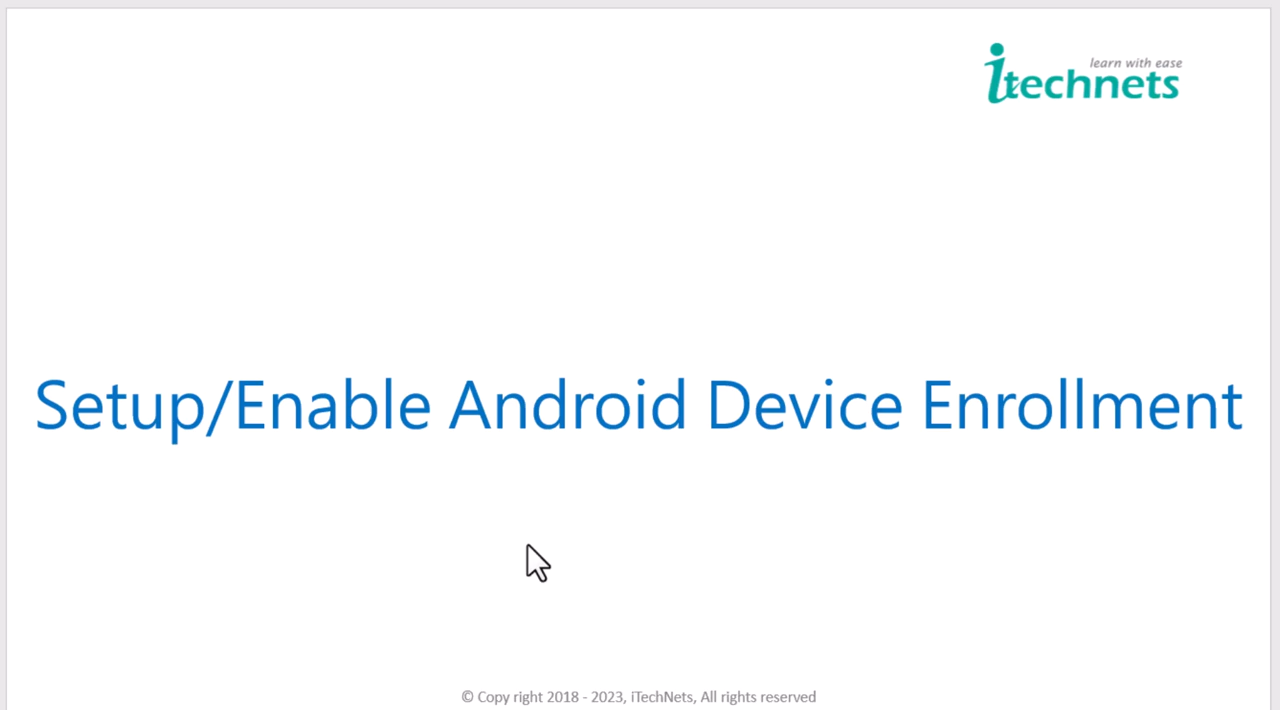 learn with ease
itechnets
Setup/Enable Android Device Enrollment
© Copy right 2018 - 2023, iTechNets, All rights reserved